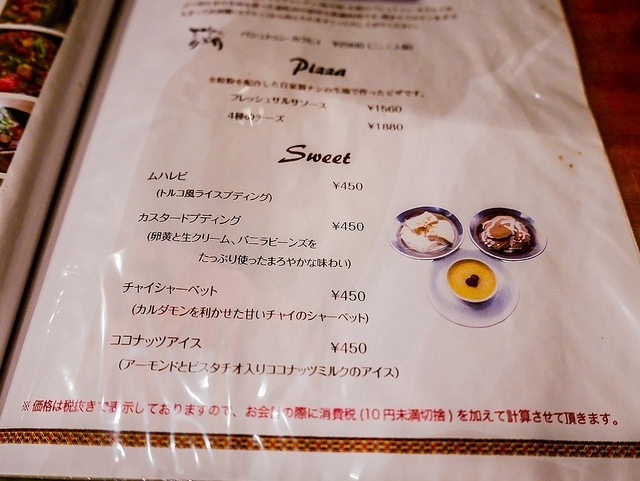 Pizza
全粒粉を配合した自家製ナンの生地で作ったピザです。
フレッシュサルサソース ¥1560
4種のチーズ ¥1880
Sweet
ムハレビ ¥450
(トルコ風ライスプティング)
カスタードプティング ¥450
(卵黄と生クリーム、バニラビーンズを
たっぷり使ったまろやかな味わい)
チャイシャーベット ¥450
(カルダモンを利かせた甘いチャイのシャーベット)
ココナッツアイス ¥450
(アーモンドとピスタチオ入りココナッツミルクのアイス)
※価格は税抜きで表示しておりますので、お会計の際に消費税(10円未満切捨)を加えて計算させて頂きます。